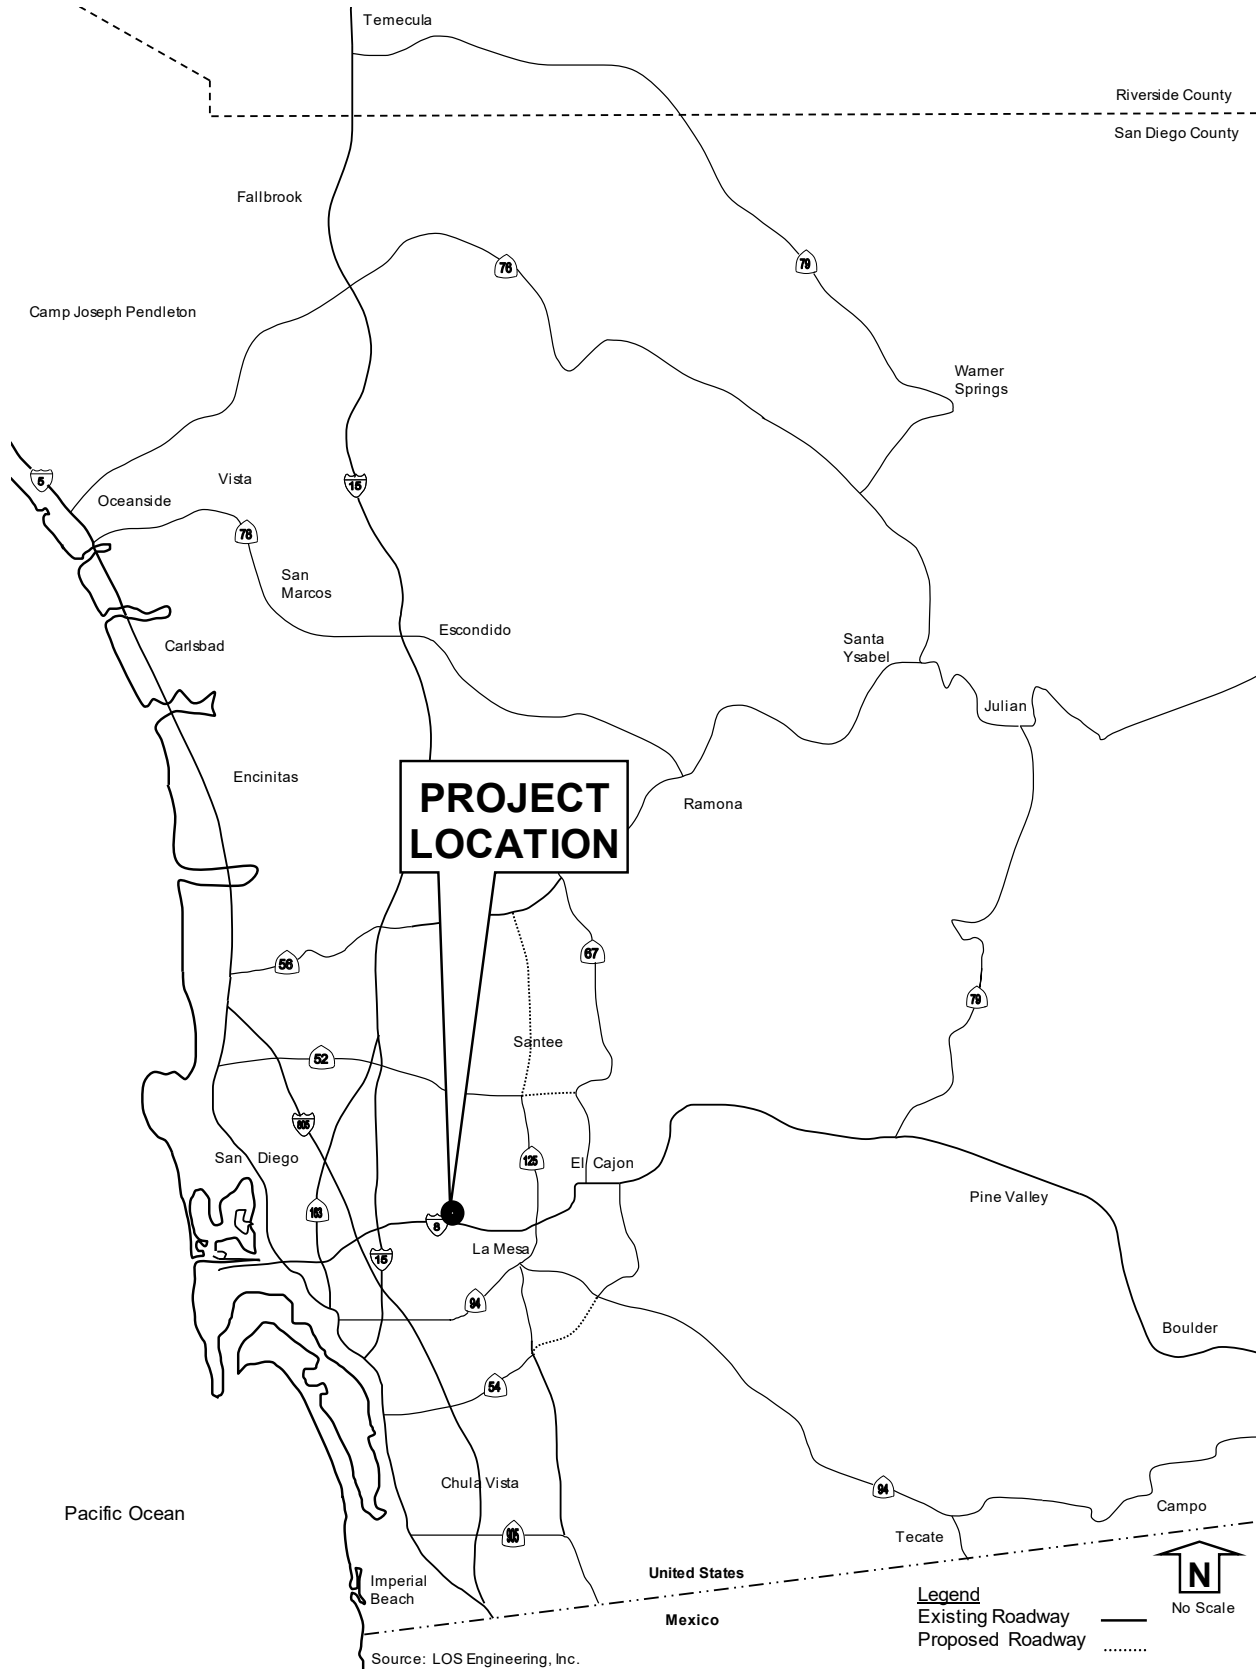 Temecula
Riverside County
San Diego County
Fallbrook
76
79
Camp Joseph Pendleton
Warner
Springs
5
Vista
15
Oceanside
78
San
Marcos
Escondido
Santa
Ysabel
Carlsbad
Julian
Encinitas
PROJECT
LOCATION
Ramona
56
67
79
Santee
52
805
San Diego
125
El Cajon
Pine Valley
163
8
La Mesa
15
94
Boulder
54
Chula Vista
94
Pacific Ocean
Campo
905
Tecate
United States
Imperial
Beach
Mexico
N
No Scale
Legend
Existing Roadway
Proposed Roadway
Source: LOS Engineering, Inc.